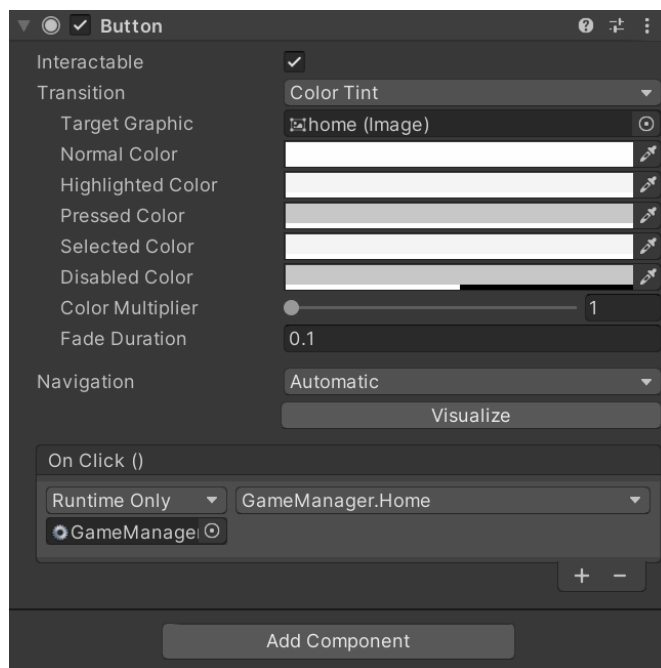 Button
Interactable
Transition Color Tint
Target Graphic home (Image)
Normal Color
Highlighted Color
Pressed Color
Selected Color
Disabled Color
Color Multiplier 1
Fade Duration 0.1
Navigation Automatic
Visualize
On Click ()
Runtime Only GameManager.Home
GameManage
Add Component